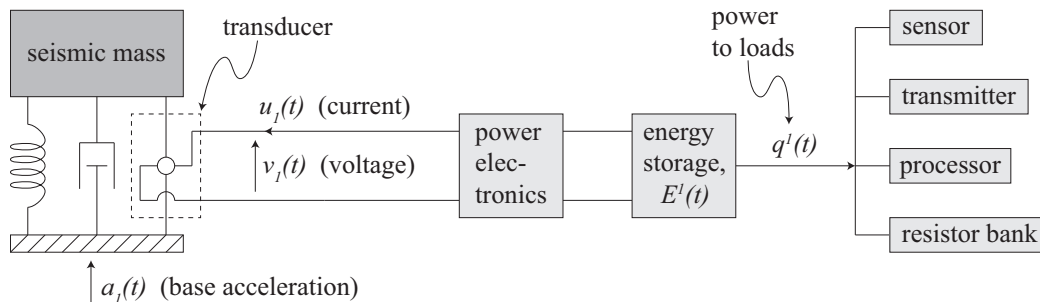 seismic mass
transducer
u₁(t) (current)
v₁(t) (voltage)
a₁(t) (base acceleration)
power
elec-
tronics
energy
storage,
E¹(t)
power
to loads
q¹(t)
sensor
transmitter
processor
resistor bank